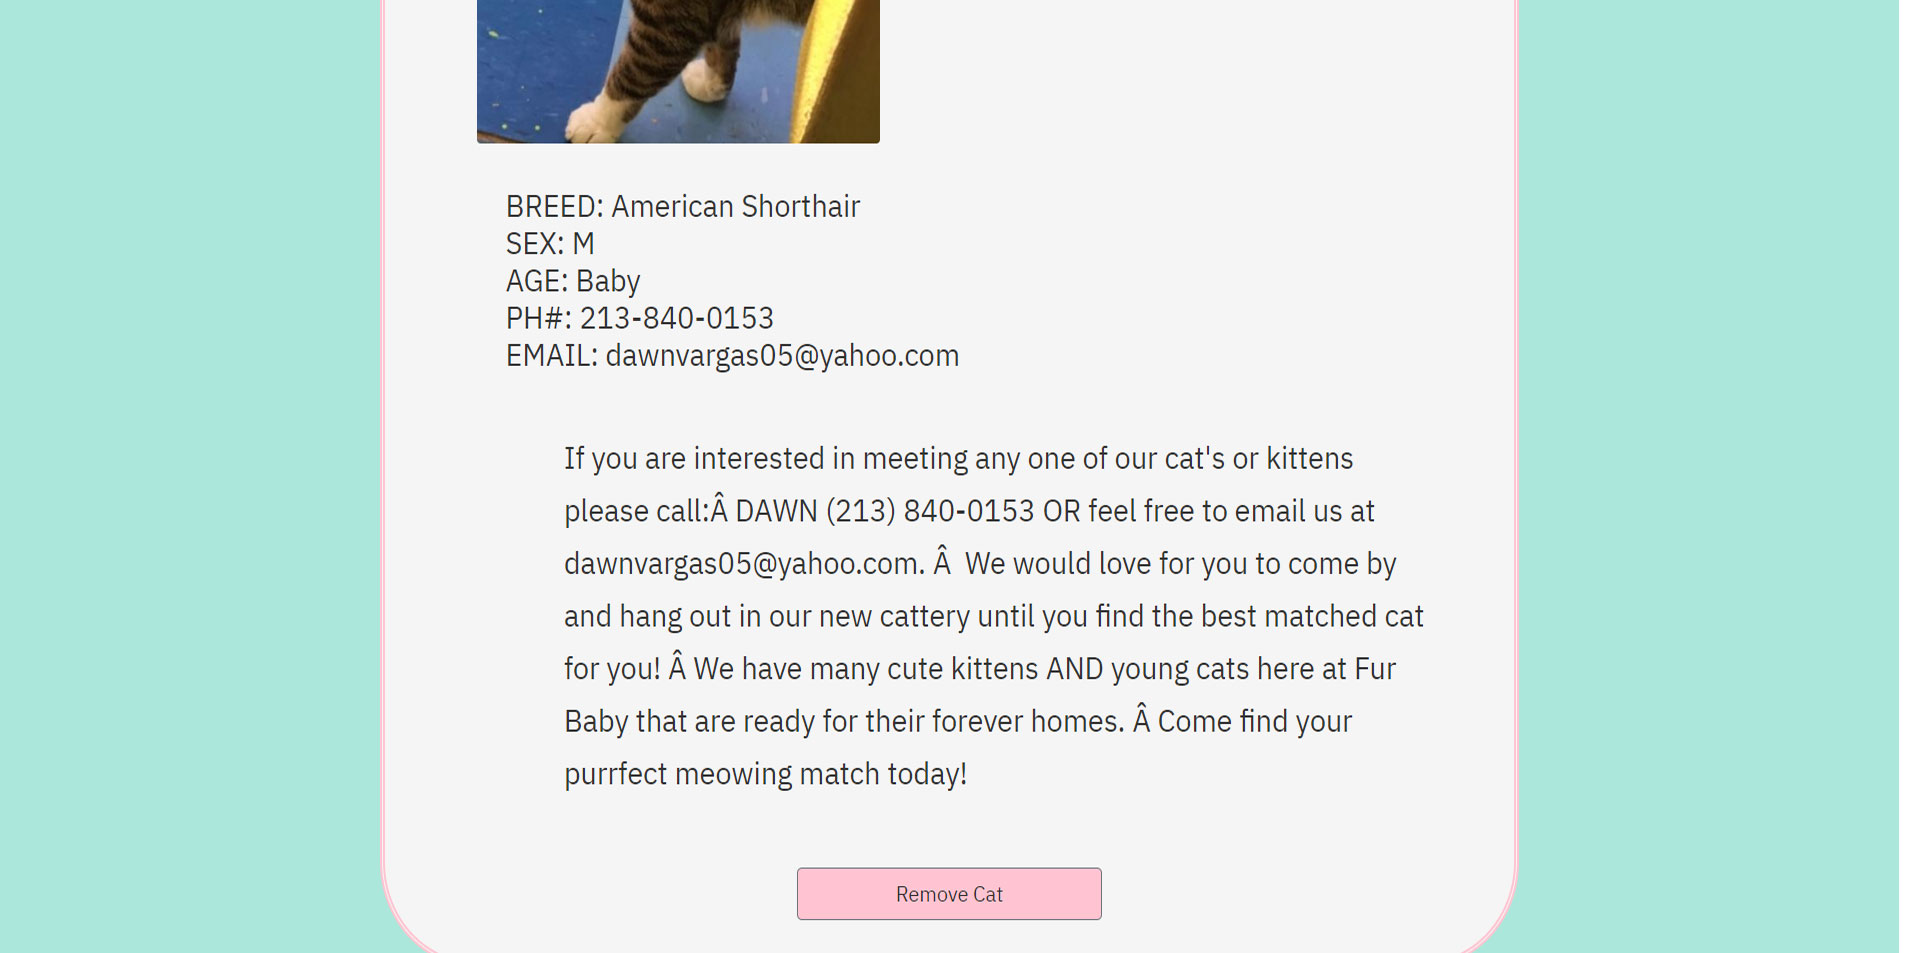 BREED: American Shorthair
SEX: M
AGE: Baby
PH#: 213-840-0153
EMAIL: dawnvargas05@yahoo.com
If you are interested in meeting any one of our cat's or kittens
please call:Â DAWN (213) 840-0153 OR feel free to email us at
dawnvargas05@yahoo.com. Â  We would love for you to come by
and hang out in our new cattery until you find the best matched cat
for you! Â We have many cute kittens AND young cats here at Fur
Baby that are ready for their forever homes. Â Come find your
purrfect meowing match today!
Remove Cat